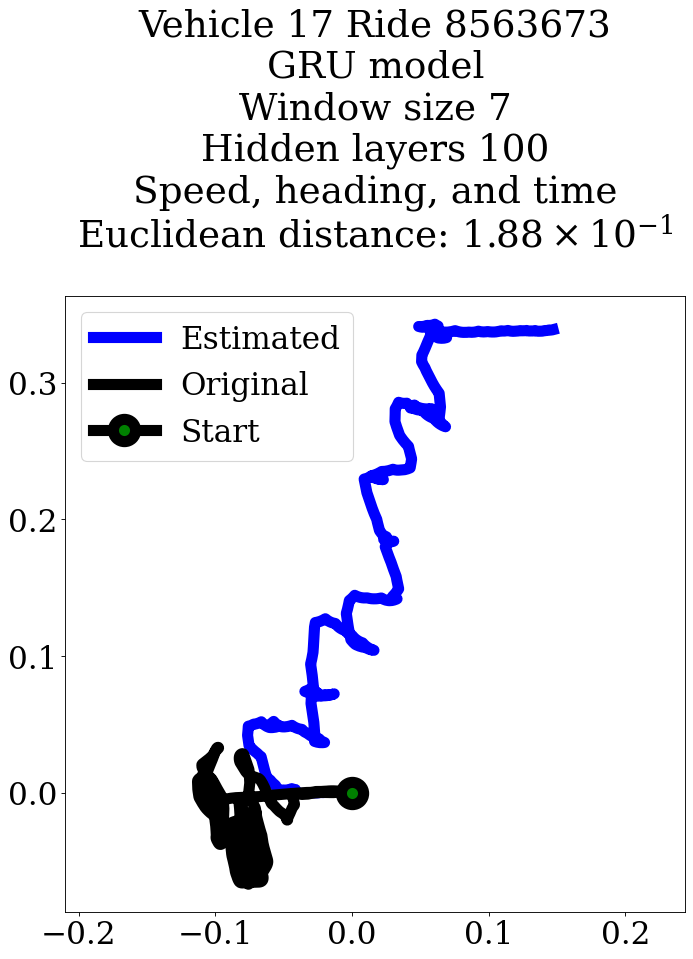 Vehicle 17 Ride 8563673
GRU model
Window size 7
Hidden layers 100
Speed, heading, and time
Euclidean distance: 1.88 × 10⁻¹
Estimated
Original
Start
0.3
0.2
0.1
0.0
−0.2 −0.1 0.0 0.1 0.2